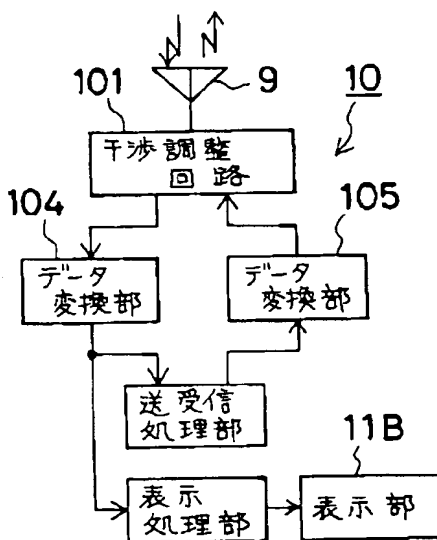 101
9
10
干渉調整
回路
104
105
データ
変換部
データ
変換部
送受信
処理部
11B
表示
処理部
表示部